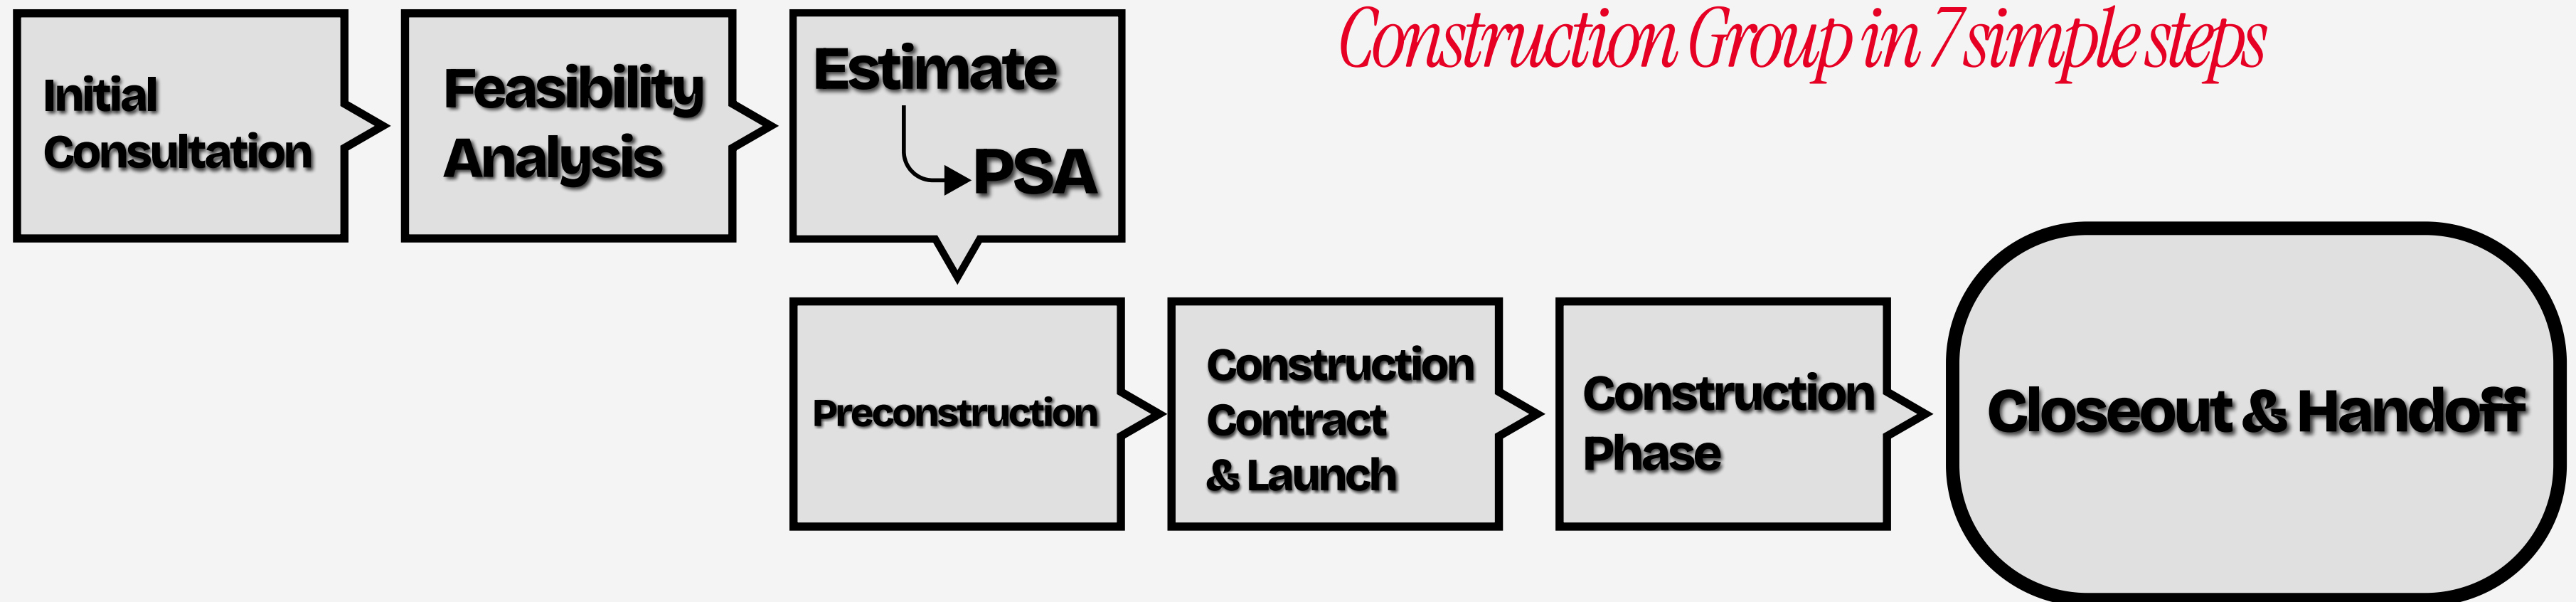 Construction Group in 7 simple steps
Initial
Consultation
Feasibility
Analysis
Estimate
PSA
Preconstruction
Construction
Contract
& Launch
Construction
Phase
Closeout & Handoff